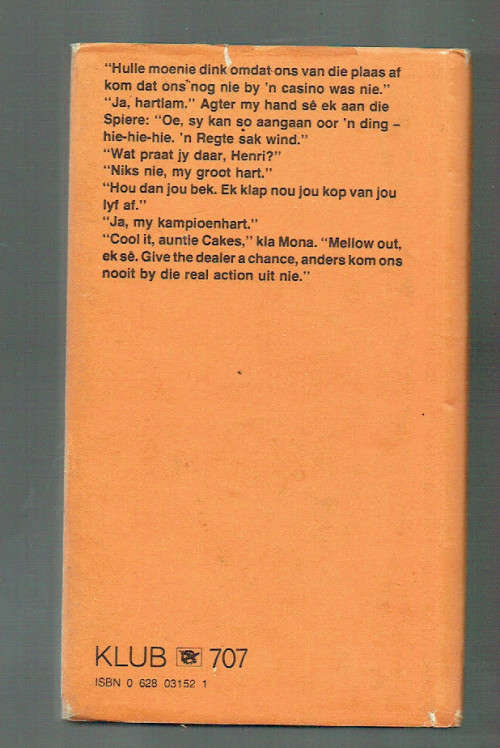 “Hulle moenie dink omdat ons van die plaas af
kom dat ons nog nie by ’n casino was nie.”
“Ja, hartlam.” Agter my hand sê ek aan die
Spiere: “Oe, sy kan so aangaan oor ’n ding –
hie-hie-hie. ’n Regte sak wind.”
“Wat praat jy daar, Henri?”
“Niks nie, my groot hart.”
“Hou dan jou bek. Ek klap nou jou kop van jou
lyf af.”
“Ja, my kampioenhart.”
“Cool it, auntie Cakes,” kla Mona. “Mellow out,
ek sê. Give the dealer a chance, anders kom ons
nooit by die real action uit nie.”
KLUB 707
ISBN 0 628 03152 1